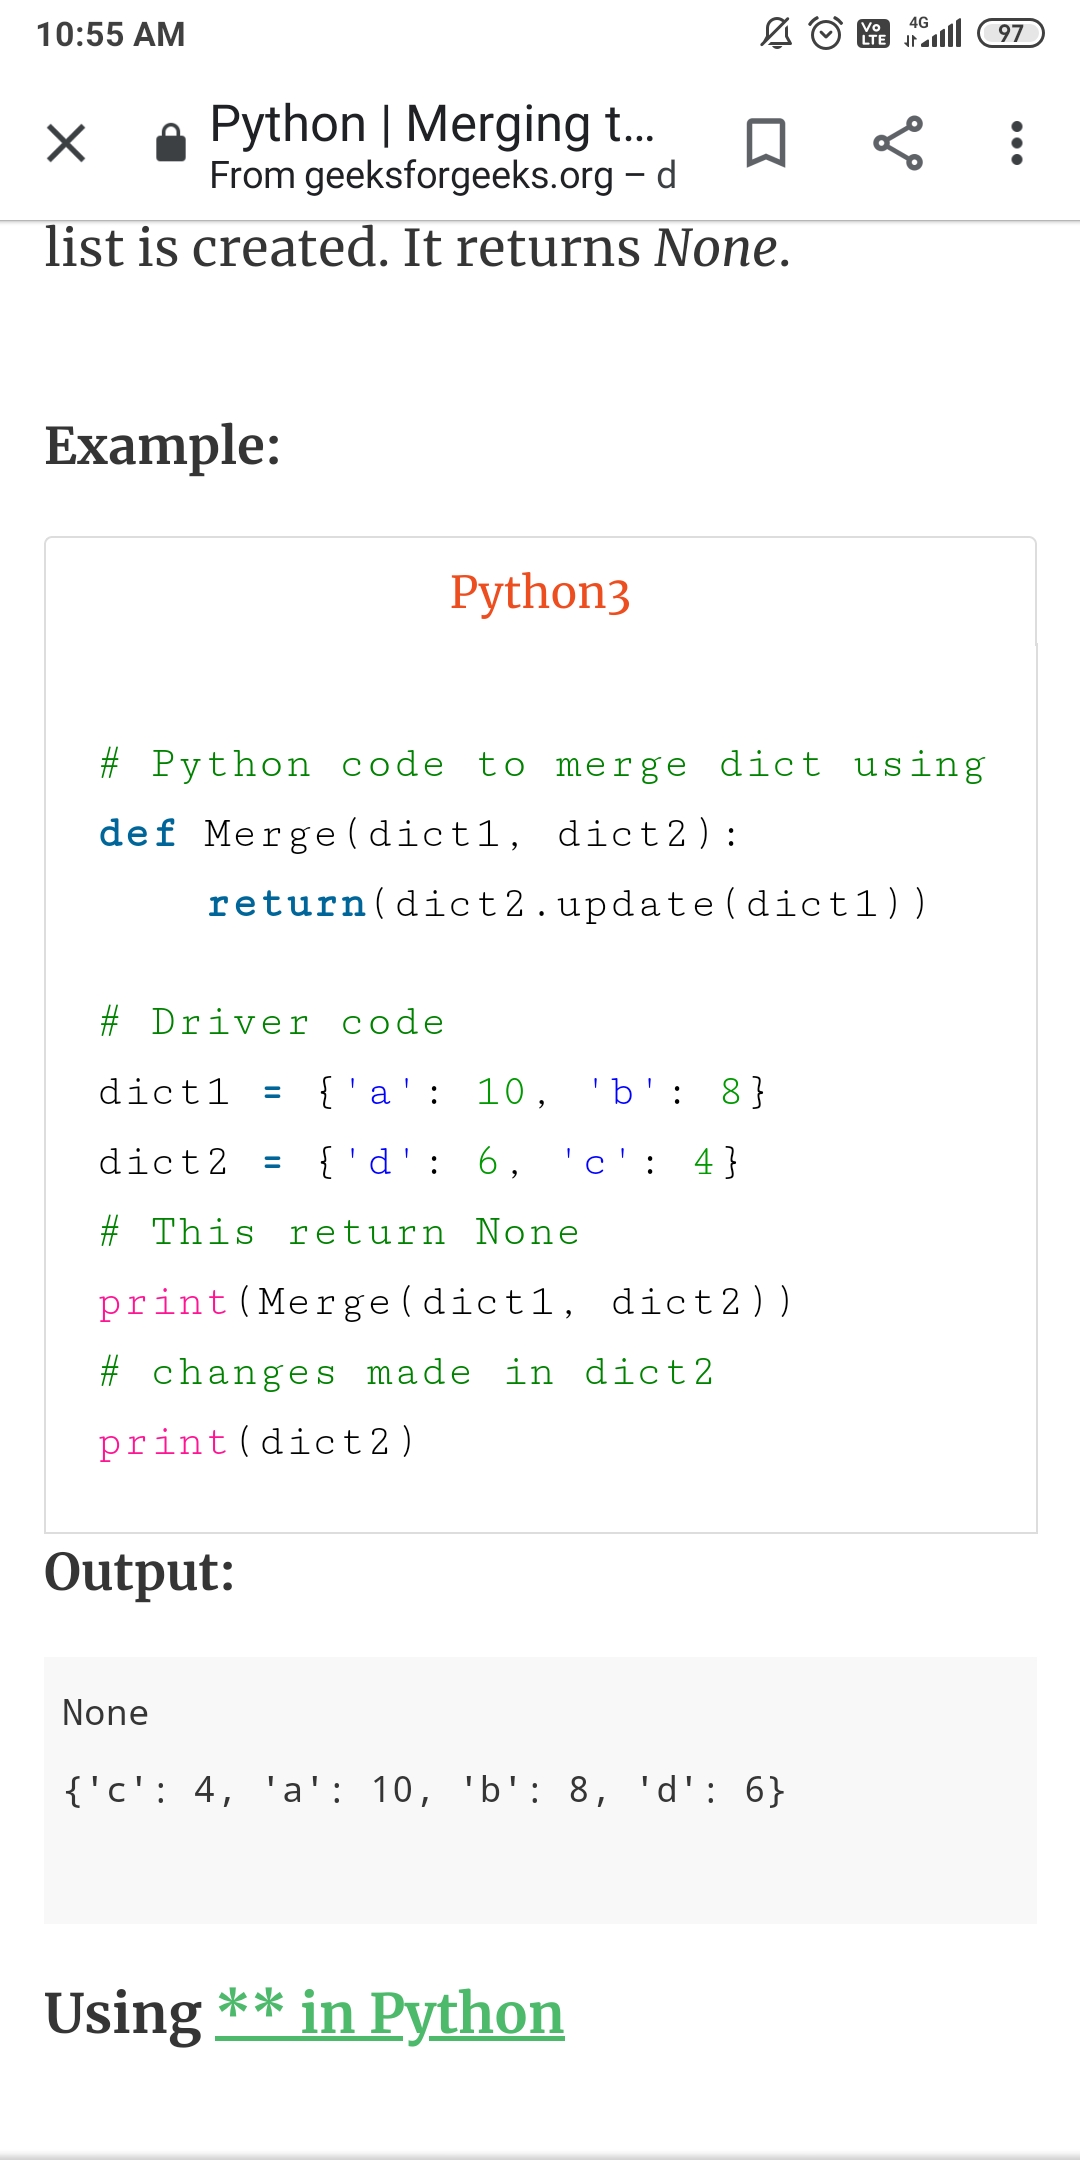 10:55 AM
Vo LTE 4G 97
Python | Merging t...
From geeksforgeeks.org – d
list is created. It returns None.
Example:
Python3
# Python code to merge dict using
def Merge(dict1, dict2):
    return(dict2.update(dict1))
# Driver code
dict1 = {'a': 10, 'b': 8}
dict2 = {'d': 6, 'c': 4}
# This return None
print(Merge(dict1, dict2))
# changes made in dict2
print(dict2)
Output:
None
{'c': 4, 'a': 10, 'b': 8, 'd': 6}
Using ** in Python